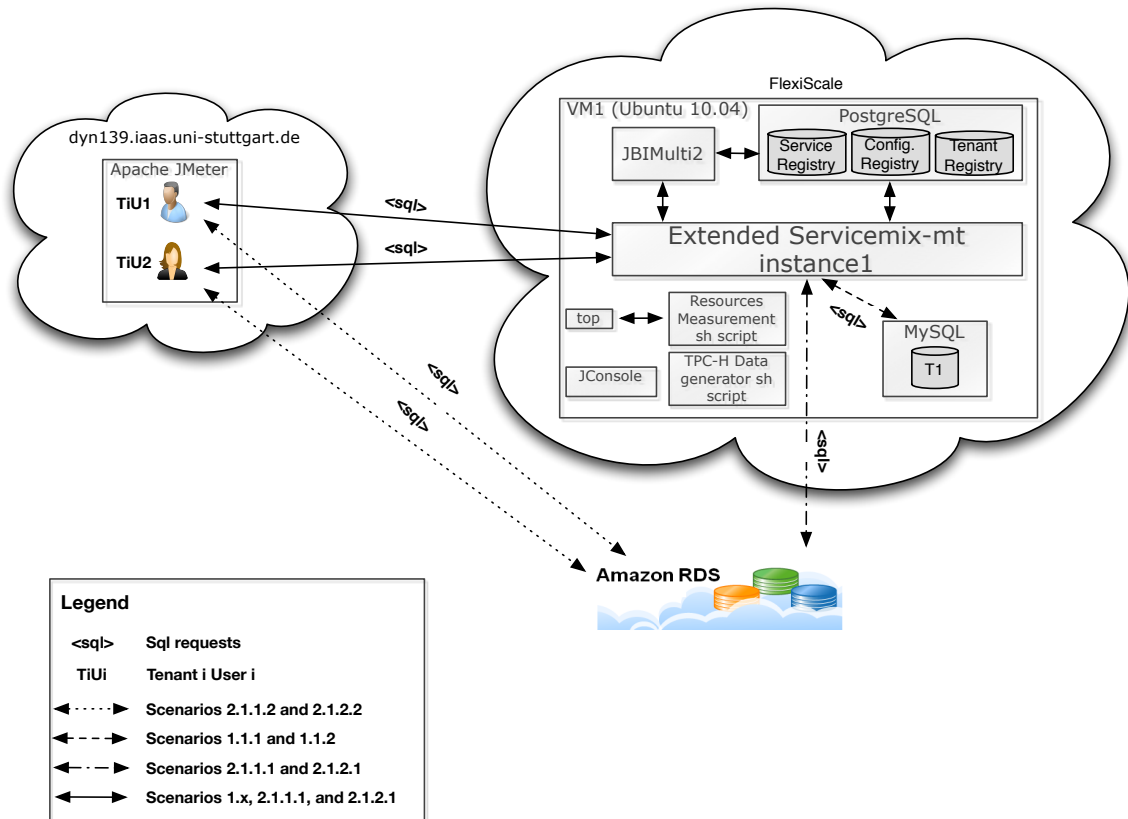 FlexiScale
dyn139.iaas.uni-stuttgart.de
Apache JMeter
TiU1
TiU2
<sql>
<sql>
VM1 (Ubuntu 10.04)
JBIMulti2
PostgreSQL
Service
Registry
Config.
Registry
Tenant
Registry
Extended Servicemix-mt
instance1
top
Resources
Measurement
sh script
JConsole
TPC-H Data
generator sh
script
<sql>
MySQL
T1
<sql>
<sql>
<sql>
Amazon RDS
Legend
<sql> Sql requests
TiUi Tenant i User i
Scenarios 2.1.1.2 and 2.1.2.2
Scenarios 1.1.1 and 1.1.2
Scenarios 2.1.1.1 and 2.1.2.1
Scenarios 1.x, 2.1.1.1, and 2.1.2.1